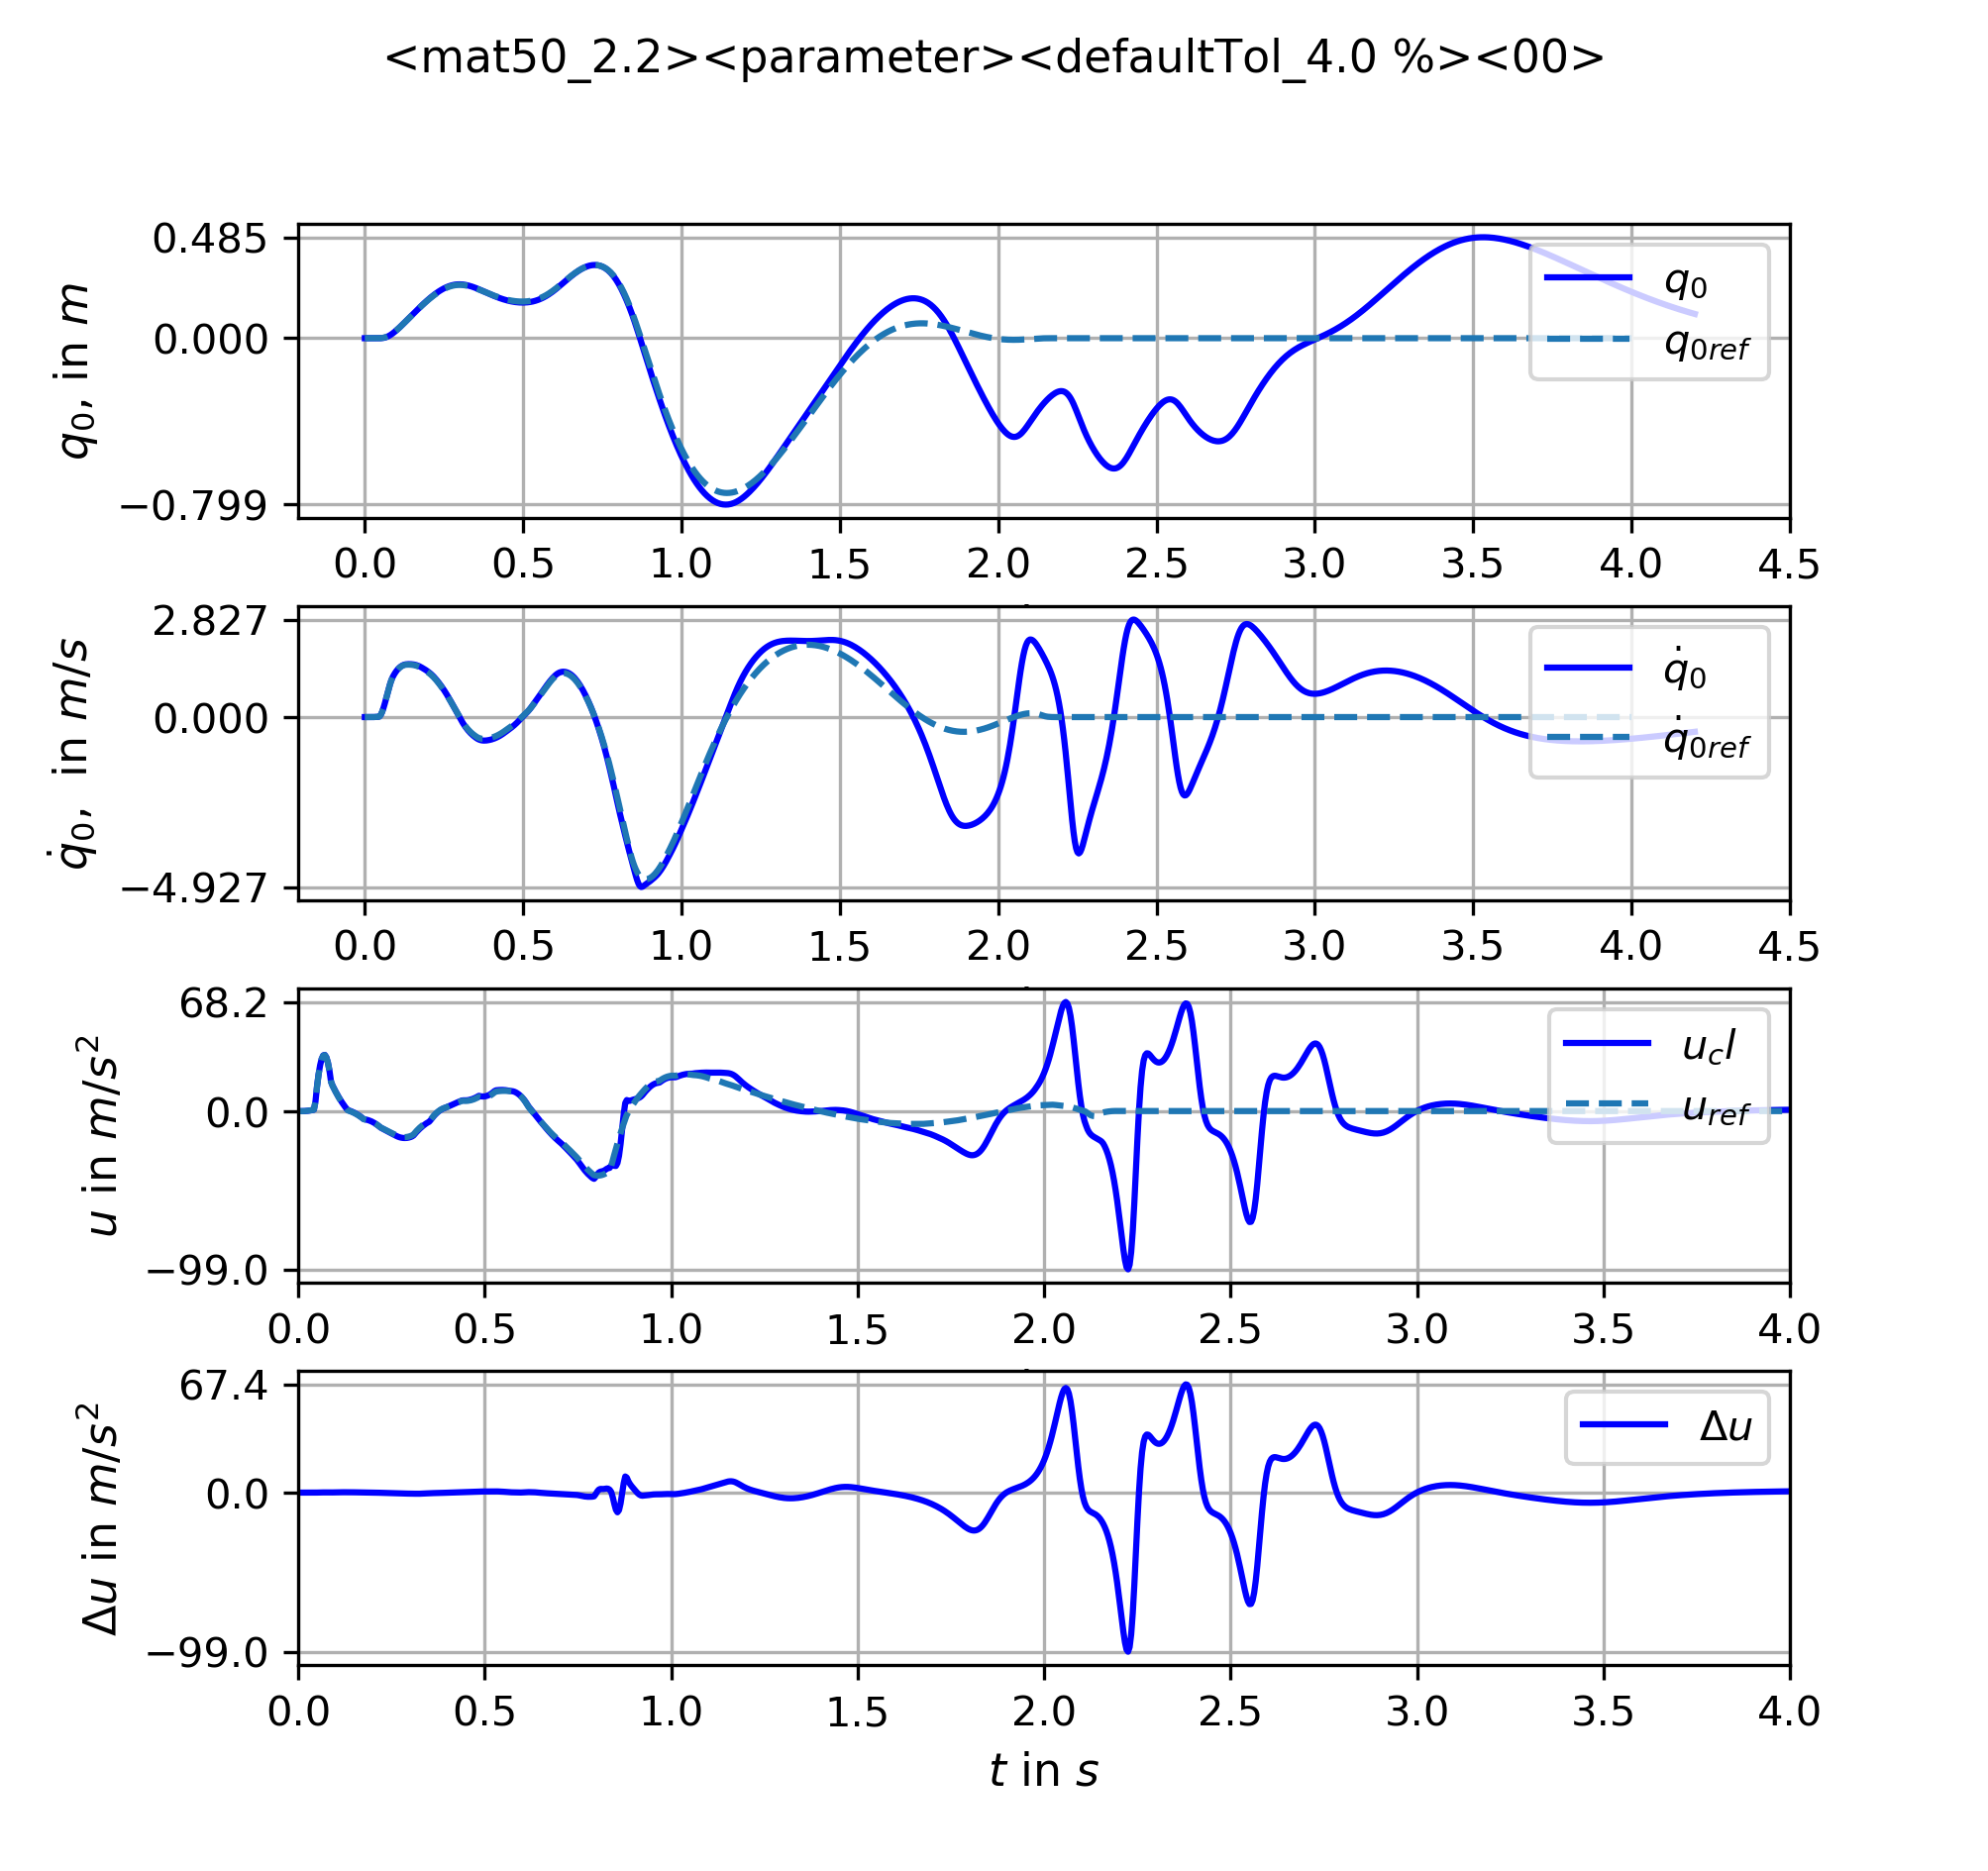 <mat50_2.2><parameter><defaultTol_4.0 %><00>
q₀, in m
0.485
0.000
−0.799
q₀
q₀ref
0.0 0.5 1.0 1.5 2.0 2.5 3.0 3.5 4.0 4.5
q̇₀, in m/s
2.827
0.000
−4.927
q̇₀
q̇₀ref
0.0 0.5 1.0 1.5 2.0 2.5 3.0 3.5 4.0 4.5
u in m/s²
68.2
0.0
−99.0
u_cl
u_ref
0.0 0.5 1.0 1.5 2.0 2.5 3.0 3.5 4.0
Δu in m/s²
67.4
0.0
−99.0
Δu
0.0 0.5 1.0 1.5 2.0 2.5 3.0 3.5 4.0
t in s